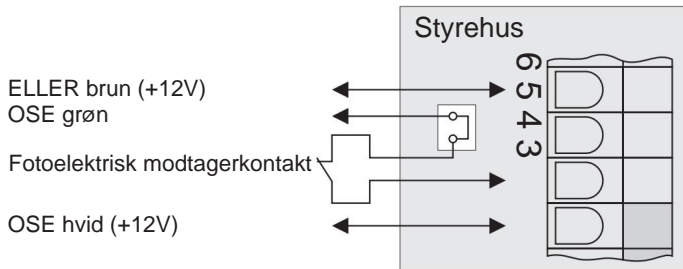 Styrehus
ELLER brun (+12V)
OSE grøn
Fotoelektrisk modtagerkontakt
OSE hvid (+12V)
6 5 4 3